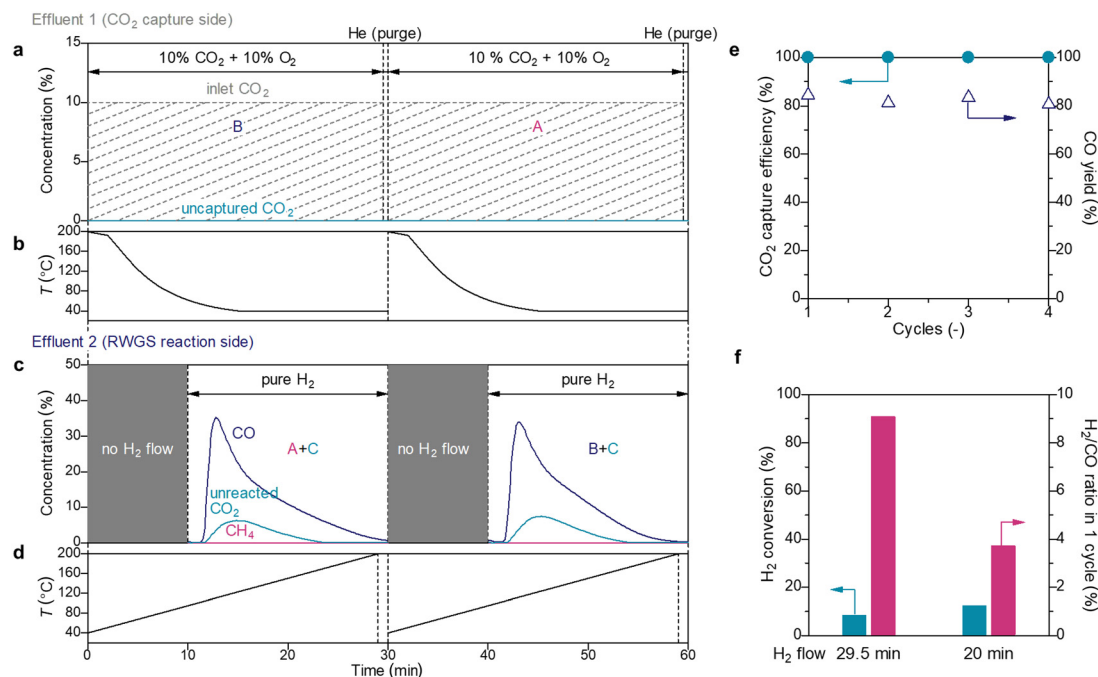 Effluent 1 (CO₂ capture side)
a
He (purge)
He (purge)
15
10
5
0
Concentration (%)
10% CO₂ + 10% O₂
10 % CO₂ + 10% O₂
inlet CO₂
B
A
uncaptured CO₂
b
200
160
120
80
40
T (°C)
Effluent 2 (RWGS reaction side)
c
50
40
30
20
10
0
Concentration (%)
pure H₂
pure H₂
no H₂ flow
CO
A+C
no H₂ flow
B+C
unreacted
CO₂
CH₄
d
200
160
120
80
40
T (°C)
0
10
20
30
40
50
60
Time (min)
e
100
80
60
40
20
0
CO₂ capture efficiency (%)
100
80
60
40
20
0
CO yield (%)
1
2
3
4
Cycles (-)
f
100
80
60
40
20
0
H₂ conversion (%)
10
8
6
4
2
0
H₂/CO ratio in 1 cycle (%)
H₂ flow
29.5 min
20 min